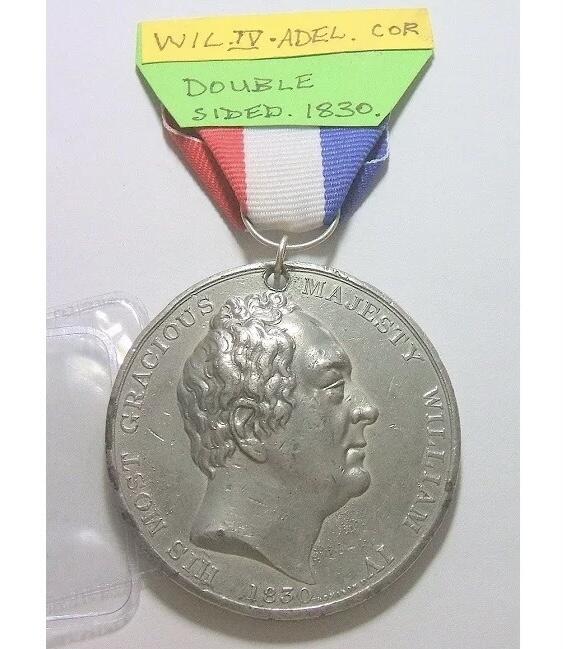 WIL.IV.ADEL. COR
DOUBLE
SIDED. 1830.
HIS MOST GRACIOUS MAJESTY WILLIAM IV
1830